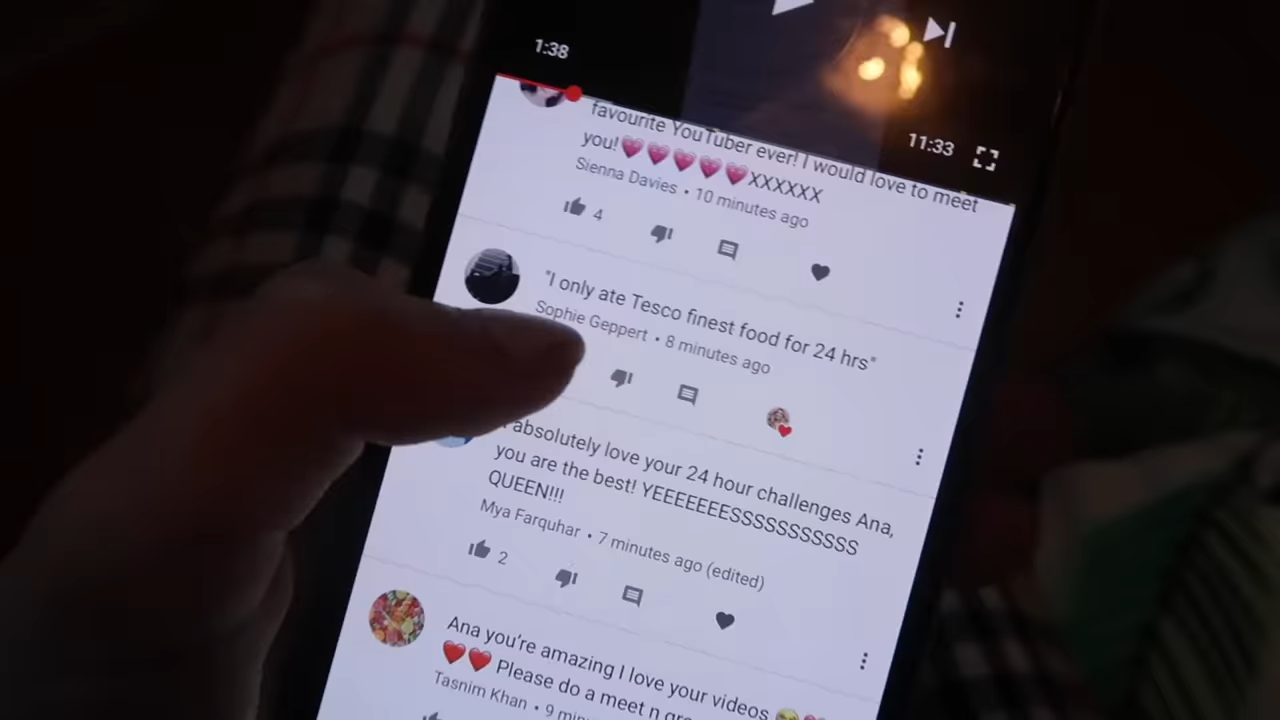 1:38
11:33
favourite YouTuber ever! I would love to meet
you!💗💗💗💗💗XXXXXX
Sienna Davies • 10 minutes ago
4
"I only ate Tesco finest food for 24 hrs"
Sophie Geppert • 8 minutes ago
I absolutely love your 24 hour challenges Ana,
you are the best! YEEEEEEESSSSSSSSSSS
QUEEN!!!
Mya Farquhar • 7 minutes ago (edited)
2
Ana you're amazing I love your videos
❤️❤️ Please do a meet n
Tasnim Khan • 9